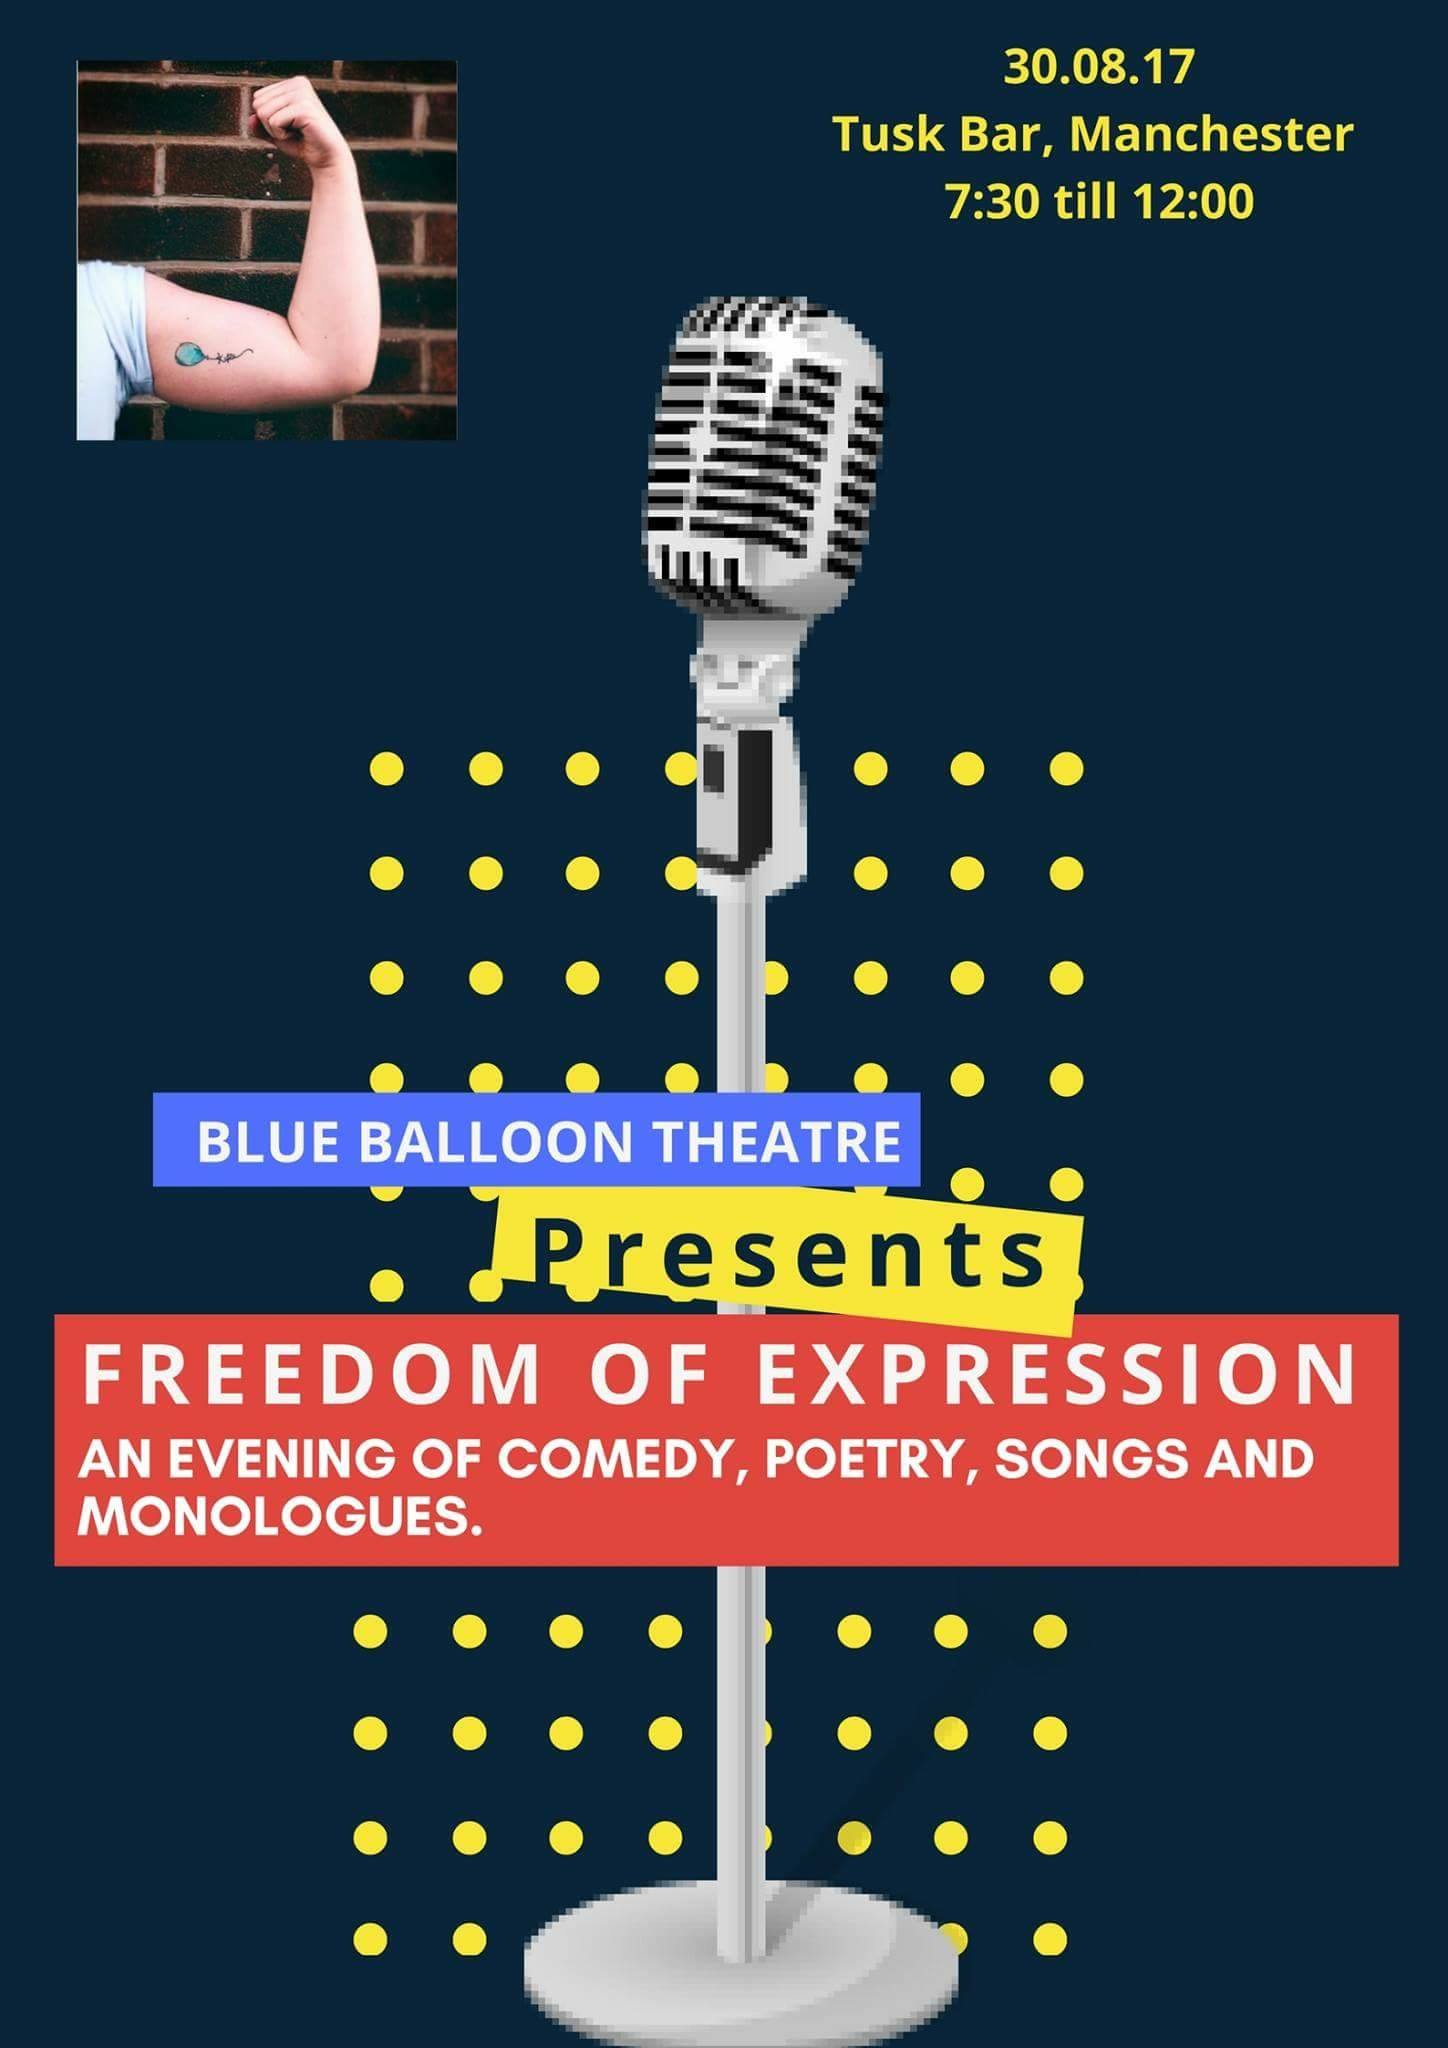 30.08.17
Tusk Bar, Manchester
7:30 till 12:00
BLUE BALLOON THEATRE
Presents
FREEDOM OF EXPRESSION
AN EVENING OF COMEDY, POETRY, SONGS AND
MONOLOGUES.